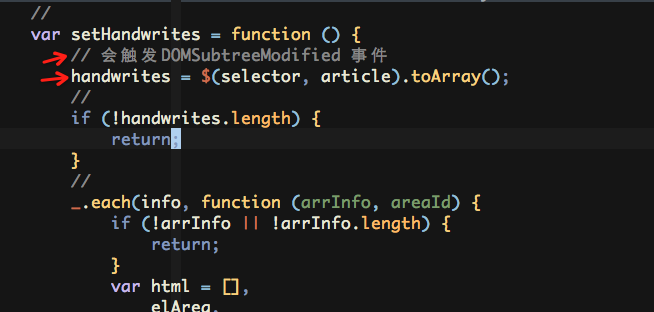 //
var setHandwrites = function () {
// 会触发DOMSubtreeModified 事件
handwrites = $(selector, article).toArray();
//
if (!handwrites.length) {
return;
}
//
_.each(info, function (arrInfo, areaId) {
if (!arrInfo || !arrInfo.length) {
return;
}
var html = [],
elArea,